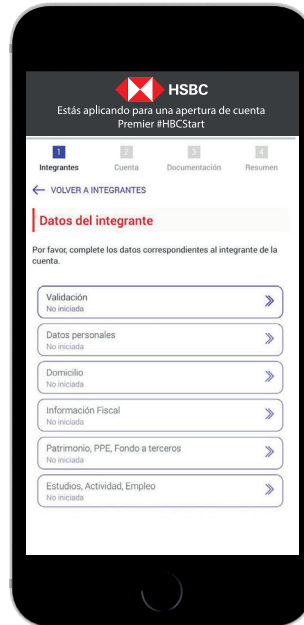 HSBC
Estás aplicando para una apertura de cuenta
Premier #HBCStart
1 2 3 4
Integrantes Cuenta Documentación Resumen
← VOLVER A INTEGRANTES
Datos del integrante
Por favor, complete los datos correspondientes al integrante de la
cuenta.
Validación
No iniciada
Datos personales
No iniciada
Domicilio
No iniciada
Información Fiscal
No iniciada
Patrimonio, PPE, Fondo a terceros
No iniciada
Estudios, Actividad, Empleo
No iniciada